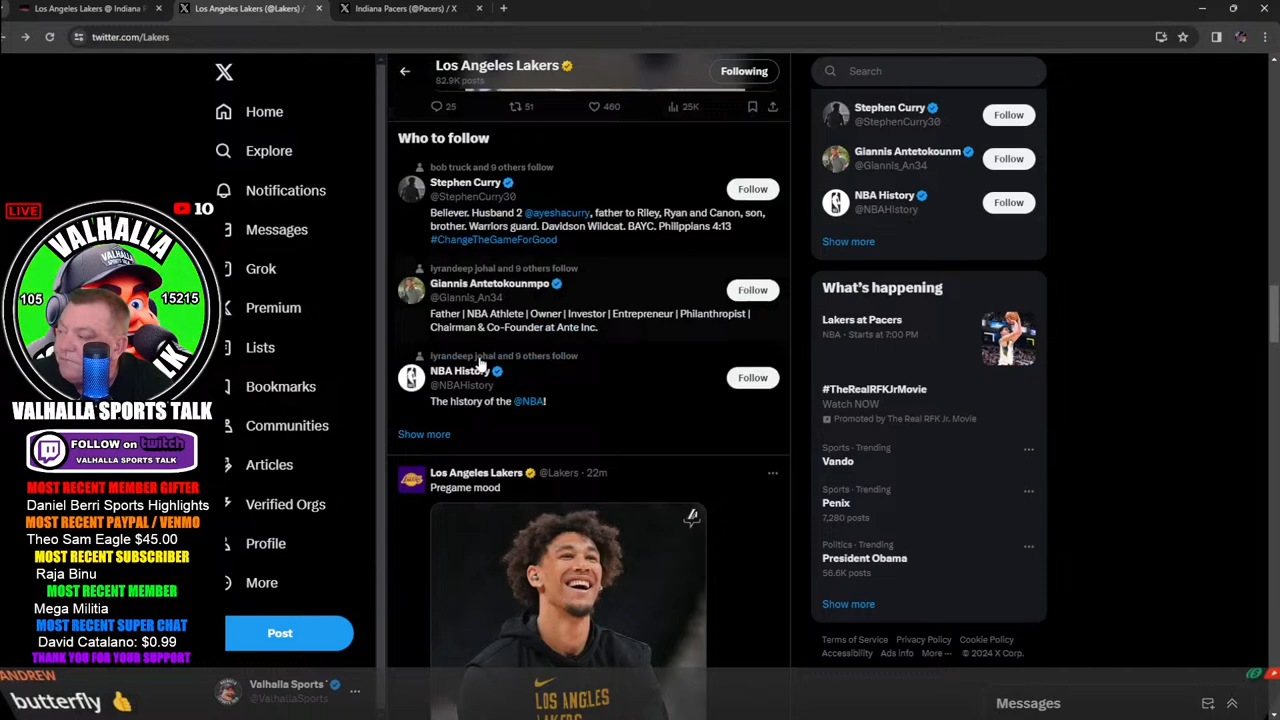 Los Angeles Lakers @ Indiana
Los Angeles Lakers (@Lakers) /
Indiana Pacers (@Pacers) / X
twitter.com/Lakers
Home
Explore
Notifications
Messages
Grok
Premium
Lists
Bookmarks
Communities
Articles
Verified Orgs
Profile
More
Post
Valhalla Sports
@ValhallaSports
LIVE
10
VALHALLA
105
15215
LK
VALHALLA SPORTS TALK
FOLLOW on twitch
VALHALLA SPORTS TALK
MOST RECENT MEMBER GIFTER
Daniel Berri Sports Highlights
MOST RECENT PAYPAL / VENMO
Theo Sam Eagle $45.00
MOST RECENT SUBSCRIBER
Raja Binu
MOST RECENT MEMBER
Mega Militia
MOST RECENT SUPER CHAT
David Catalano: $0.99
THANK YOU FOR YOUR SUPPORT
ANDREW
butterfly 👍
Los Angeles Lakers
82.9K posts
Following
25
51
460
25K
Who to follow
bob truck and 9 others follow
Stephen Curry
@StephenCurry30
Follow
Believer. Husband 2 @ayeshacurry, father to Riley, Ryan and Canon, son,
brother. Warriors guard. Davidson Wildcat. BAYC. Philippians 4:13
#ChangeTheGameForGood
lyrandeep johal and 9 others follow
Giannis Antetokounmpo
@Giannis_An34
Follow
Father | NBA Athlete | Owner | Investor | Entrepreneur | Philanthropist |
Chairman & Co-Founder at Ante Inc.
lyrandeep johal and 9 others follow
NBA History
@NBAHistory
Follow
The history of the @NBA!
Show more
Los Angeles Lakers @Lakers · 22m
Pregame mood
LOS ANGELES
LAKERS
Search
Stephen Curry
@StephenCurry30
Follow
Giannis Antetokounm
@Giannis_An34
Follow
NBA History
@NBAHistory
Follow
Show more
What's happening
Lakers at Pacers
NBA · Starts at 7:00 PM
#TheRealRFKJrMovie
Watch NOW
Promoted by The Real RFK Jr. Movie
Sports · Trending
Vando
Sports · Trending
Penix
7,280 posts
Politics · Trending
President Obama
56.6K posts
Show more
Terms of Service Privacy Policy Cookie Policy
Accessibility Ads info More ··· © 2024 X Corp.
Messages